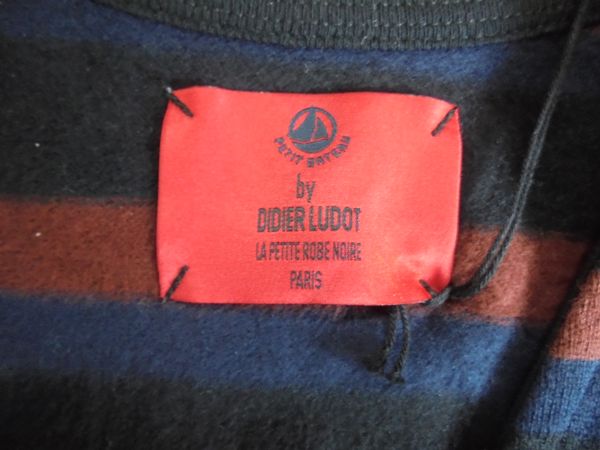 PETIT BATEAU
by
DIDIER LUDOT
LA PETITE ROBE NOIRE
PARIS